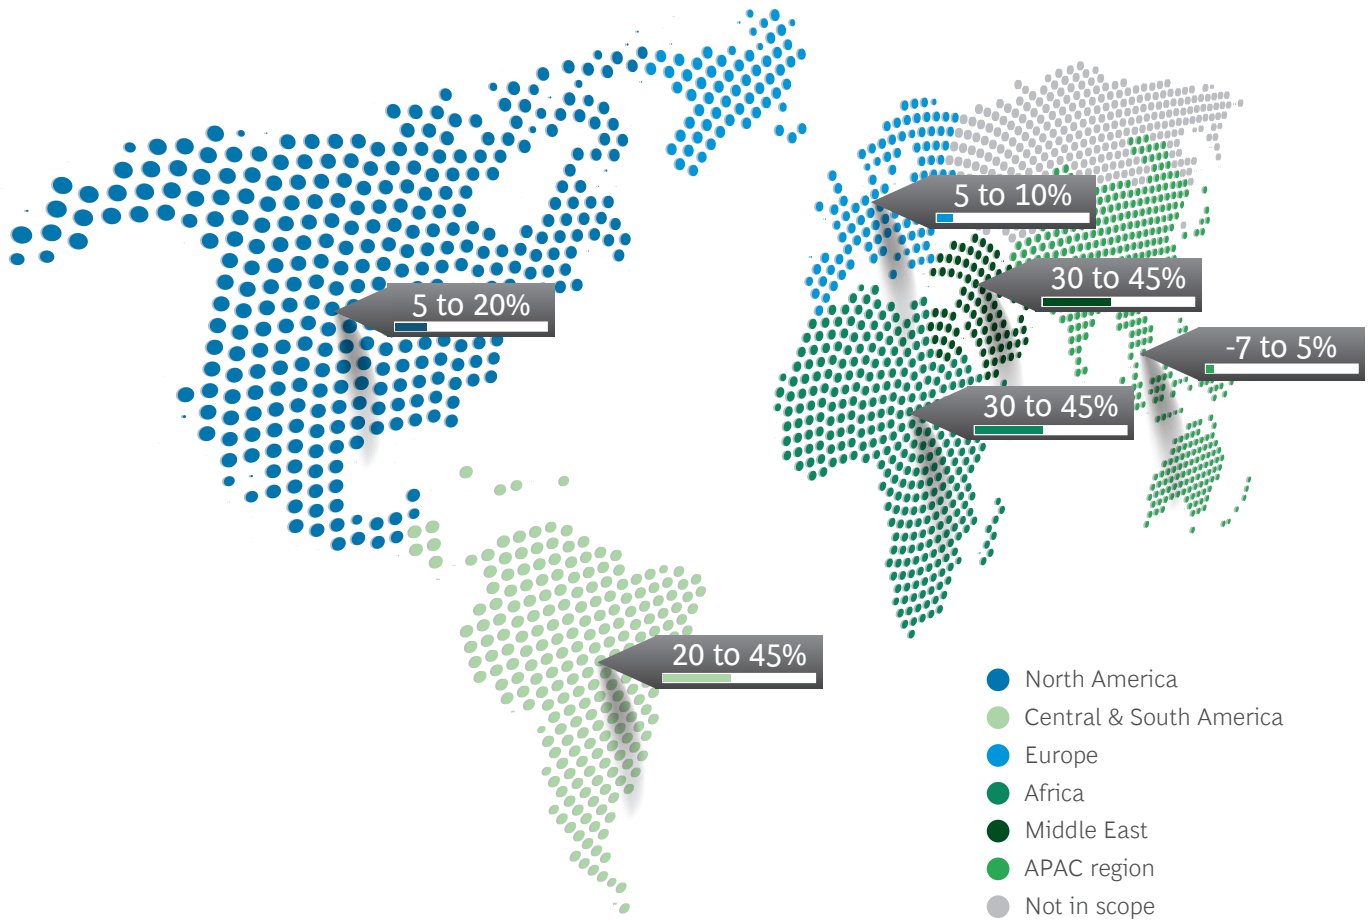 5 to 10%
30 to 45%
5 to 20%
-7 to 5%
30 to 45%
20 to 45%
North America
Central & South America
Europe
Africa
Middle East
APAC region
Not in scope